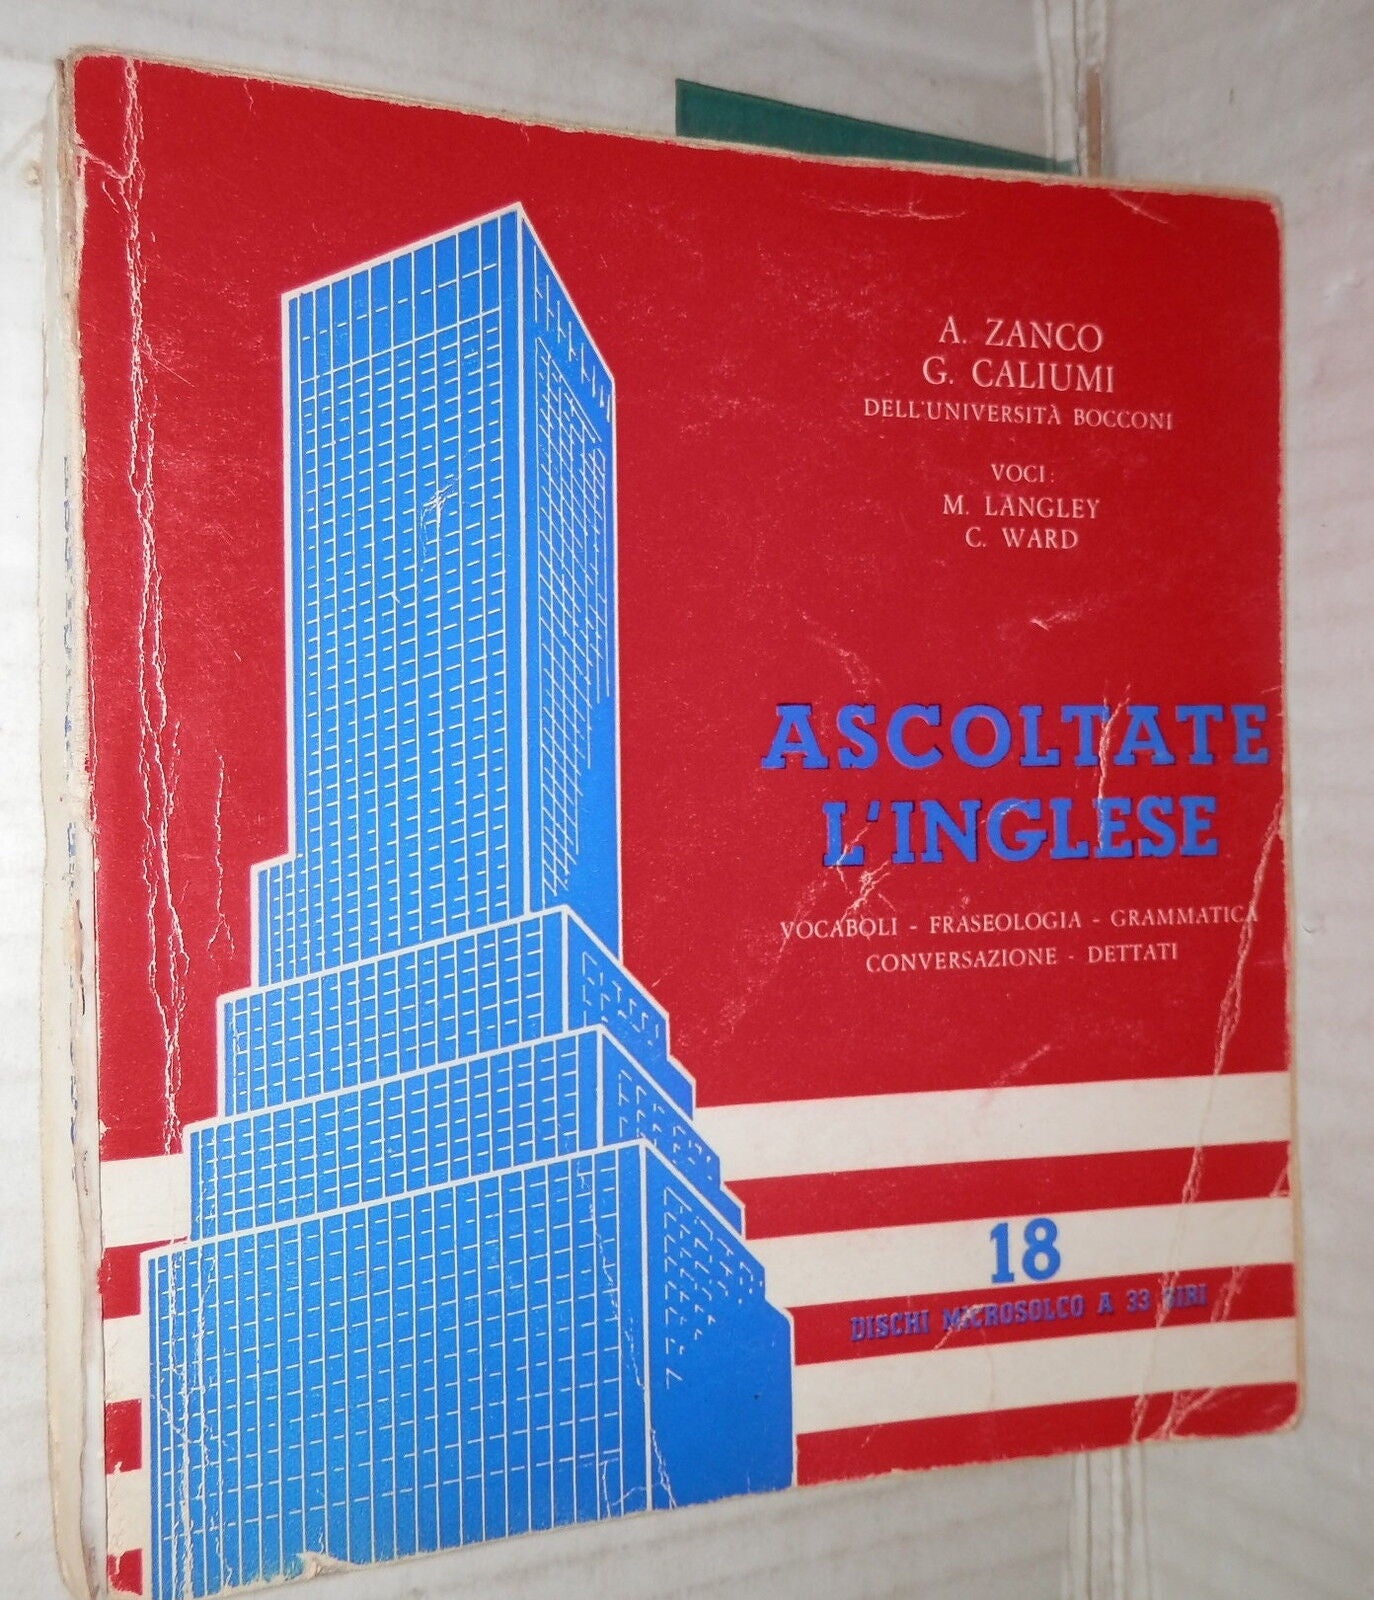 A. ZANCO
G. CALIUMI
DELL'UNIVERSITÀ BOCCONI
VOCI:
M. LANGLEY
C. WARD
ASCOLTATE
L'INGLESE
VOCABOLI - FRASEOLOGIA - GRAMMATICA
CONVERSAZIONE - DETTATI
18
DISCHI MICROSOLCO A 33 GIRI